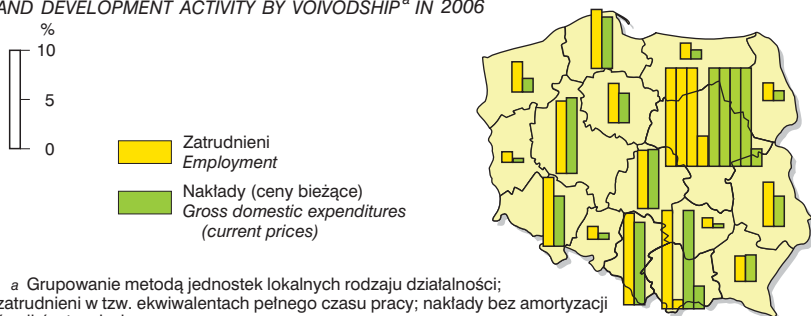 AND DEVELOPMENT ACTIVITY BY VOIVODSHIP a IN 2006
%
10
5
0
Zatrudnieni
Employment
Nakłady (ceny bieżące)
Gross domestic expenditures
(current prices)
a Grupowanie metodą jednostek lokalnych rodzaju działalności;
zatrudnieni w tzw. ekwiwalentach pełnego czasu pracy; nakłady bez amortyzacji